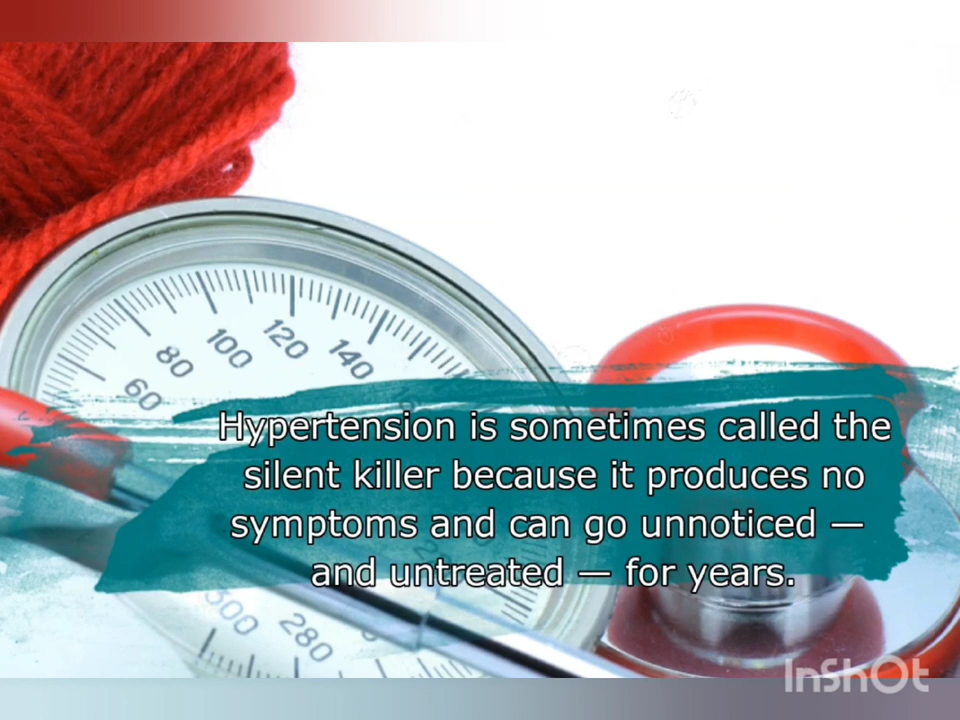 100
120
80
140
60
Hypertension is sometimes called the
silent killer because it produces no
symptoms and can go unnoticed —
and untreated — for years.
300
280
InShOt